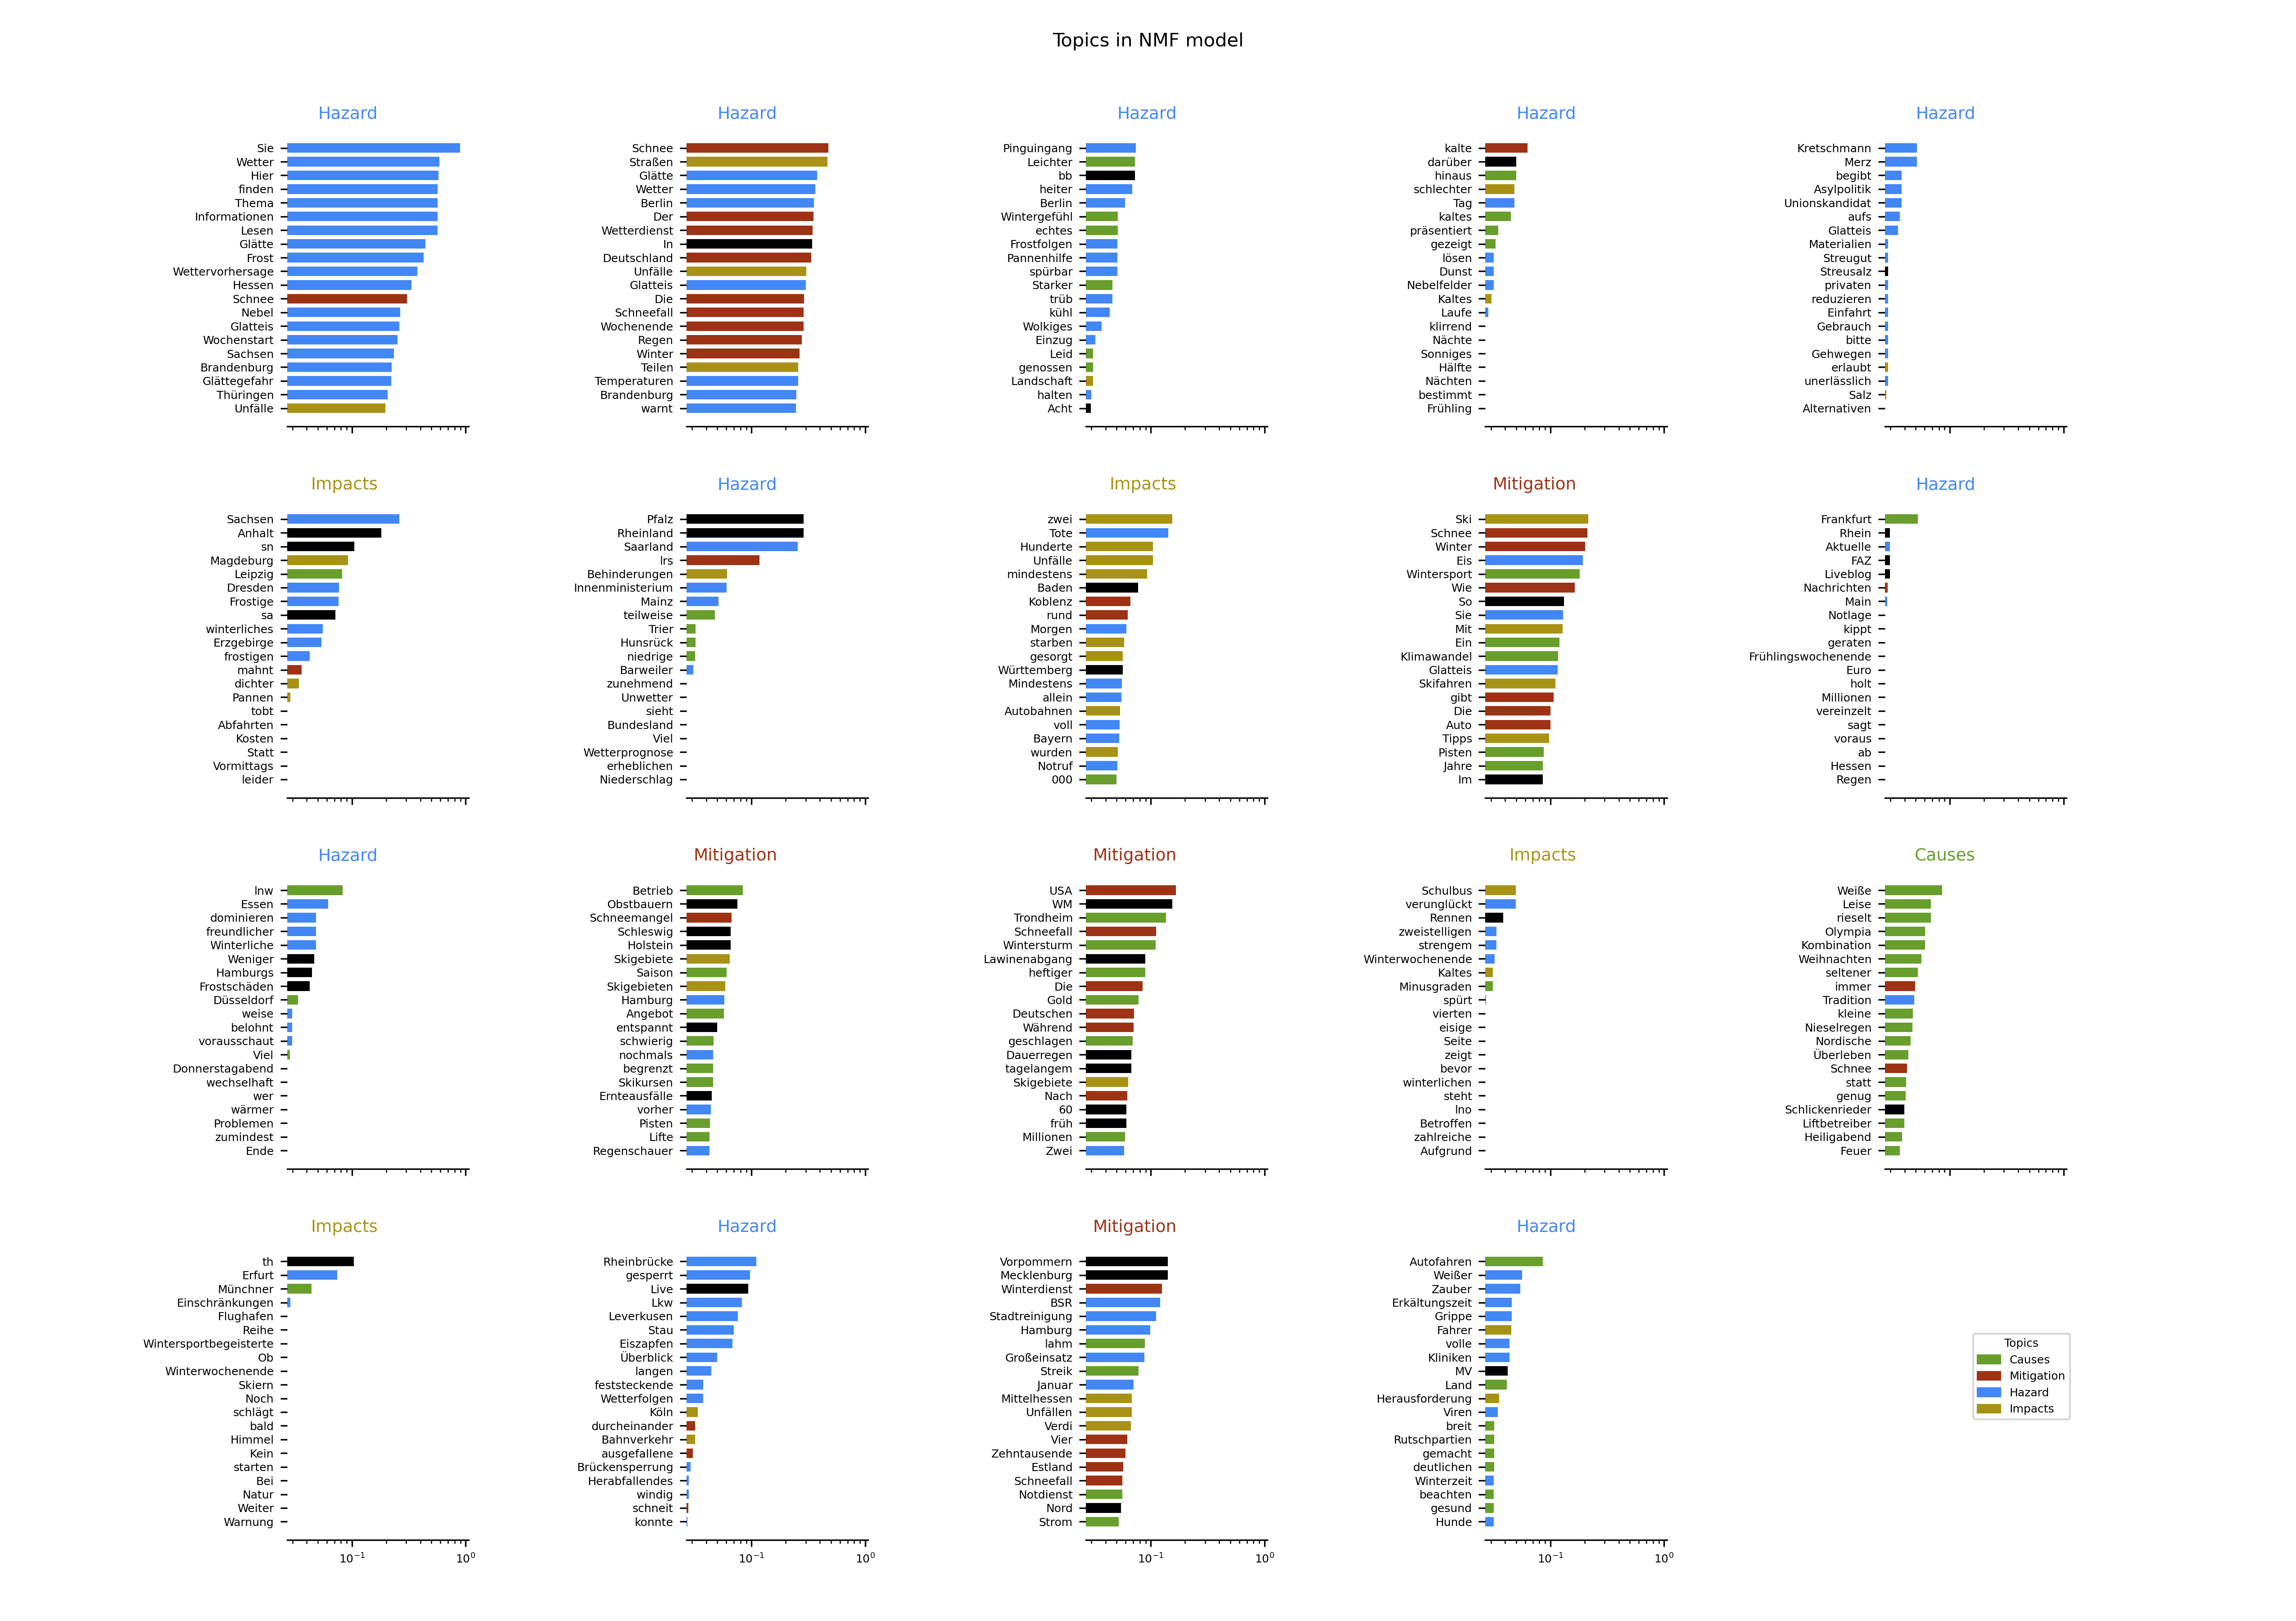 Topics in NMF model
Hazard
Sie
Wetter
Hier
finden
Thema
Informationen
Lesen
Glätte
Frost
Wettervorhersage
Hessen
Schnee
Nebel
Glatteis
Wochenstart
Sachsen
Brandenburg
Glättegefahr
Thüringen
Unfälle
Hazard
Schnee
Straßen
Glätte
Wetter
Berlin
Der
Wetterdienst
In
Deutschland
Unfälle
Glatteis
Die
Schneefall
Wochenende
Regen
Winter
Teilen
Temperaturen
Brandenburg
warnt
Hazard
Pinguingang
Leichter
bb
heiter
Berlin
Wintergefühl
echtes
Frostfolgen
Pannenhilfe
spürbar
Starker
trüb
kühl
Wolkiges
Einzug
Leid
genossen
Landschaft
halten
Acht
Hazard
kalte
darüber
hinaus
schlechter
Tag
kaltes
präsentiert
gezeigt
lösen
Dunst
Nebelfelder
Kaltes
Laufe
klirrend
Nächte
Sonniges
Hälfte
Nächten
bestimmt
Frühling
Hazard
Kretschmann
Merz
begibt
Asylpolitik
Unionskandidat
aufs
Glatteis
Materialien
Streugut
Streusalz
privaten
reduzieren
Einfahrt
Gebrauch
bitte
Gehwegen
erlaubt
unerlässlich
Salz
Alternativen
Impacts
Sachsen
Anhalt
sn
Magdeburg
Leipzig
Dresden
Frostige
sa
winterliches
Erzgebirge
frostigen
mahnt
dichter
Pannen
tobt
Abfahrten
Kosten
Statt
Vormittags
leider
Hazard
Pfalz
Rheinland
Saarland
lrs
Behinderungen
Innenministerium
Mainz
teilweise
Trier
Hunsrück
niedrige
Barweiler
zunehmend
Unwetter
sieht
Bundesland
Viel
Wetterprognose
erheblichen
Niederschlag
Impacts
zwei
Tote
Hunderte
Unfälle
mindestens
Baden
Koblenz
rund
Morgen
starben
gesorgt
Württemberg
Mindestens
allein
Autobahnen
voll
Bayern
wurden
Notruf
000
Mitigation
Ski
Schnee
Winter
Eis
Wintersport
Wie
So
Sie
Mit
Ein
Klimawandel
Glatteis
Skifahren
gibt
Die
Auto
Tipps
Pisten
Jahre
Im
Hazard
Frankfurt
Rhein
Aktuelle
FAZ
Liveblog
Nachrichten
Main
Notlage
kippt
geraten
Frühlingswochenende
Euro
holt
Millionen
vereinzelt
sagt
voraus
ab
Hessen
Regen
Hazard
lnw
Essen
dominieren
freundlicher
Winterliche
Weniger
Hamburgs
Frostschäden
Düsseldorf
weise
belohnt
vorausschaut
Viel
Donnerstagabend
wechselhaft
wer
wärmer
Problemen
zumindest
Ende
Mitigation
Betrieb
Obstbauern
Schneemangel
Schleswig
Holstein
Skigebiete
Saison
Skigebieten
Hamburg
Angebot
entspannt
schwierig
nochmals
begrenzt
Skikursen
Ernteausfälle
vorher
Pisten
Lifte
Regenschauer
Mitigation
USA
WM
Trondheim
Schneefall
Wintersturm
Lawinenabgang
heftiger
Die
Gold
Deutschen
Während
geschlagen
Dauerregen
tagelangem
Skigebiete
Nach
60
früh
Millionen
Zwei
Impacts
Schulbus
verunglückt
Rennen
zweistelligen
strengem
Winterwochenende
Kaltes
Minusgraden
spürt
vierten
eisige
Seite
zeigt
bevor
winterlichen
steht
lno
Betroffen
zahlreiche
Aufgrund
Causes
Weiße
Leise
rieselt
Olympia
Kombination
Weihnachten
seltener
immer
Tradition
kleine
Nieselregen
Nordische
Überleben
Schnee
statt
genug
Schlickenrieder
Liftbetreiber
Heiligabend
Feuer
Impacts
th
Erfurt
Münchner
Einschränkungen
Flughafen
Reihe
Wintersportbegeisterte
Ob
Winterwochenende
Skiern
Noch
schlägt
bald
Himmel
Kein
starten
Bei
Natur
Weiter
Warnung
10⁻¹ 10⁰
Hazard
Rheinbrücke
gesperrt
Live
Lkw
Leverkusen
Stau
Eiszapfen
Überblick
langen
feststeckende
Wetterfolgen
Köln
durcheinander
Bahnverkehr
ausgefallene
Brückensperrung
Herabfallendes
windig
schneit
konnte
10⁻¹ 10⁰
Mitigation
Vorpommern
Mecklenburg
Winterdienst
BSR
Stadtreinigung
Hamburg
lahm
Großeinsatz
Streik
Januar
Mittelhessen
Unfällen
Verdi
Vier
Zehntausende
Estland
Schneefall
Notdienst
Nord
Strom
10⁻¹ 10⁰
Hazard
Autofahren
Weißer
Zauber
Erkältungszeit
Grippe
Fahrer
volle
Kliniken
MV
Land
Herausforderung
Viren
breit
Rutschpartien
gemacht
deutlichen
Winterzeit
beachten
gesund
Hunde
10⁻¹ 10⁰
Topics
Causes
Mitigation
Hazard
Impacts